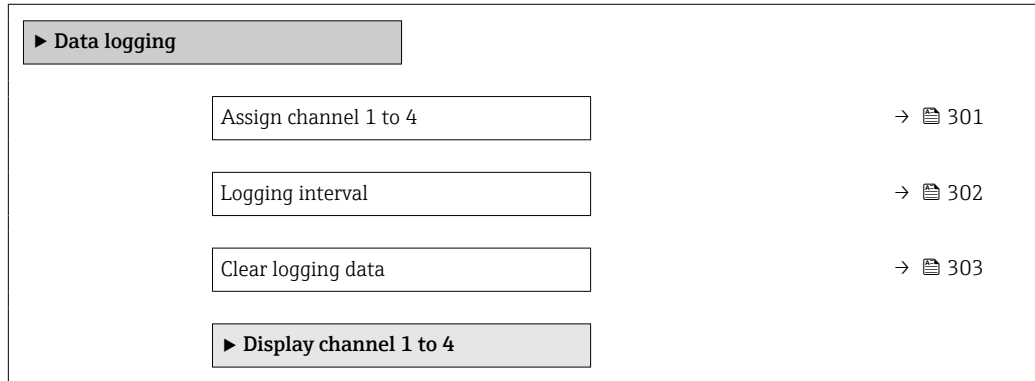 ▶ Data logging
Assign channel 1 to 4 → 301
Logging interval → 302
Clear logging data → 303
▶ Display channel 1 to 4